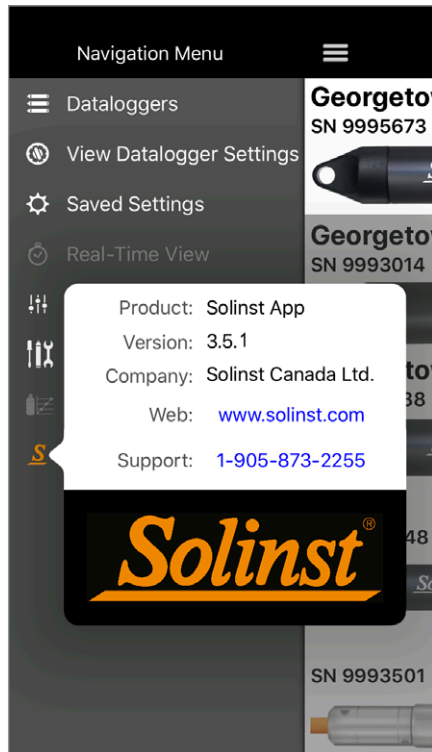 Navigation Menu
Dataloggers
View Datalogger Settings
Saved Settings
Real-Time View
Product: Solinst App
Version: 3.5.1
Company: Solinst Canada Ltd.
Web: www.solinst.com
Support: 1-905-873-2255
Solinst®
S
SN 9995673
SN 9993014
48
SN 9993501